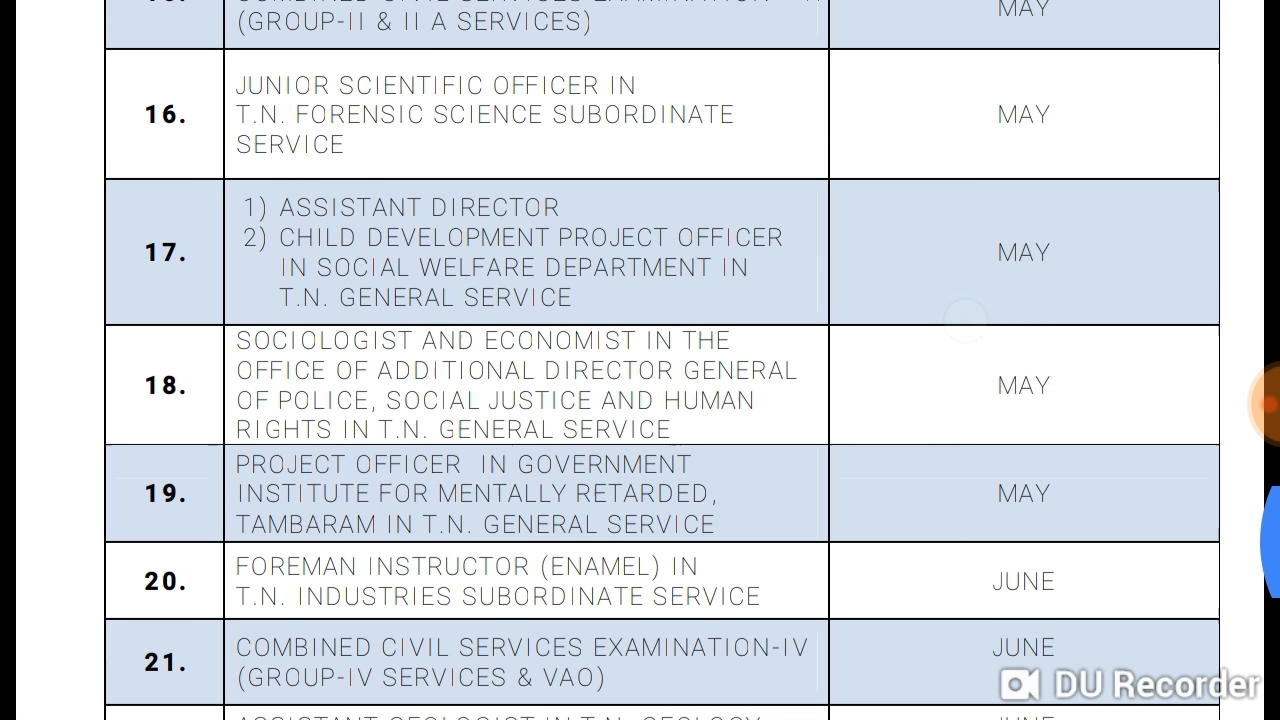 (GROUP-II & II A SERVICES)
MAY
16.
JUNIOR SCIENTIFIC OFFICER IN
T.N. FORENSIC SCIENCE SUBORDINATE
SERVICE
MAY
17.
1) ASSISTANT DIRECTOR
2) CHILD DEVELOPMENT PROJECT OFFICER
IN SOCIAL WELFARE DEPARTMENT IN
T.N. GENERAL SERVICE
MAY
18.
SOCIOLOGIST AND ECONOMIST IN THE
OFFICE OF ADDITIONAL DIRECTOR GENERAL
OF POLICE, SOCIAL JUSTICE AND HUMAN
RIGHTS IN T.N. GENERAL SERVICE
MAY
19.
PROJECT OFFICER IN GOVERNMENT
INSTITUTE FOR MENTALLY RETARDED,
TAMBARAM IN T.N. GENERAL SERVICE
MAY
20.
FOREMAN INSTRUCTOR (ENAMEL) IN
T.N. INDUSTRIES SUBORDINATE SERVICE
JUNE
21.
COMBINED CIVIL SERVICES EXAMINATION-IV
(GROUP-IV SERVICES & VAO)
JUNE
DU Recorder